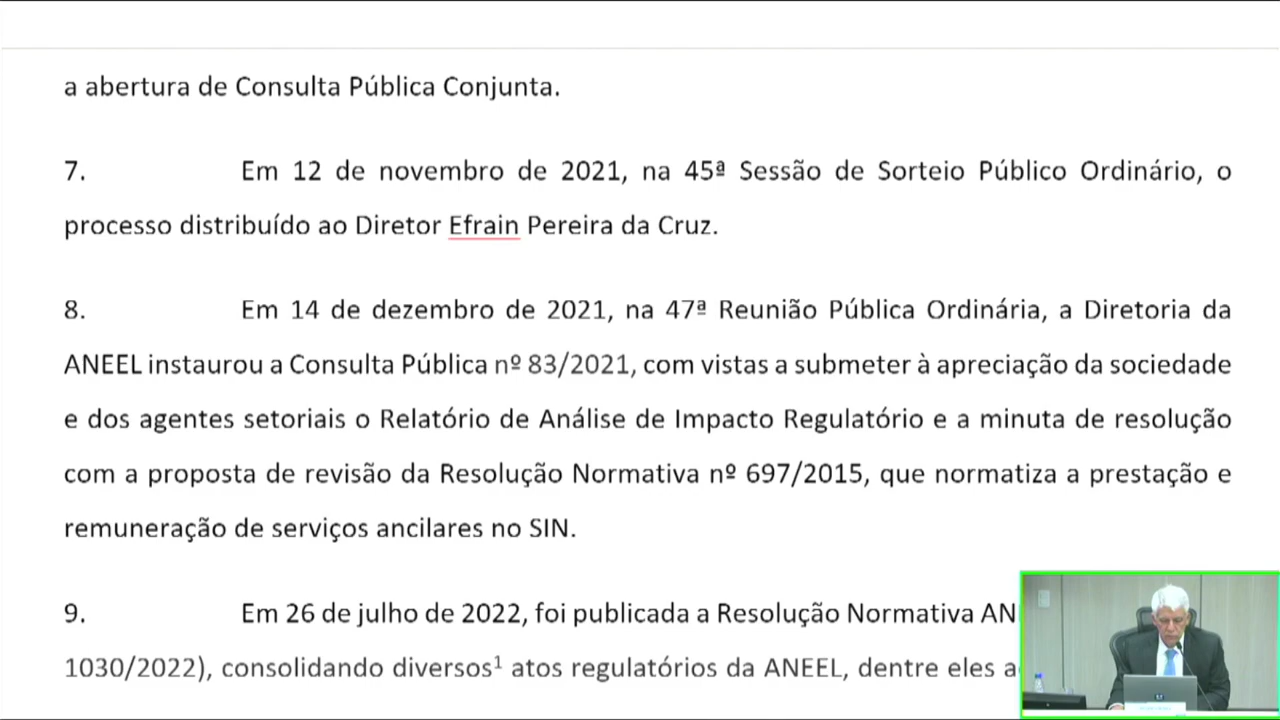 a abertura de Consulta Pública Conjunta.
7. Em 12 de novembro de 2021, na 45ª Sessão de Sorteio Público Ordinário, o
processo distribuído ao Diretor Efrain Pereira da Cruz.
8. Em 14 de dezembro de 2021, na 47ª Reunião Pública Ordinária, a Diretoria da
ANEEL instaurou a Consulta Pública nº 83/2021, com vistas a submeter à apreciação da sociedade
e dos agentes setoriais o Relatório de Análise de Impacto Regulatório e a minuta de resolução
com a proposta de revisão da Resolução Normativa nº 697/2015, que normatiza a prestação e
remuneração de serviços ancilares no SIN.
9. Em 26 de julho de 2022, foi publicada a Resolução Normativa AN
1030/2022), consolidando diversos¹ atos regulatórios da ANEEL, dentre eles a